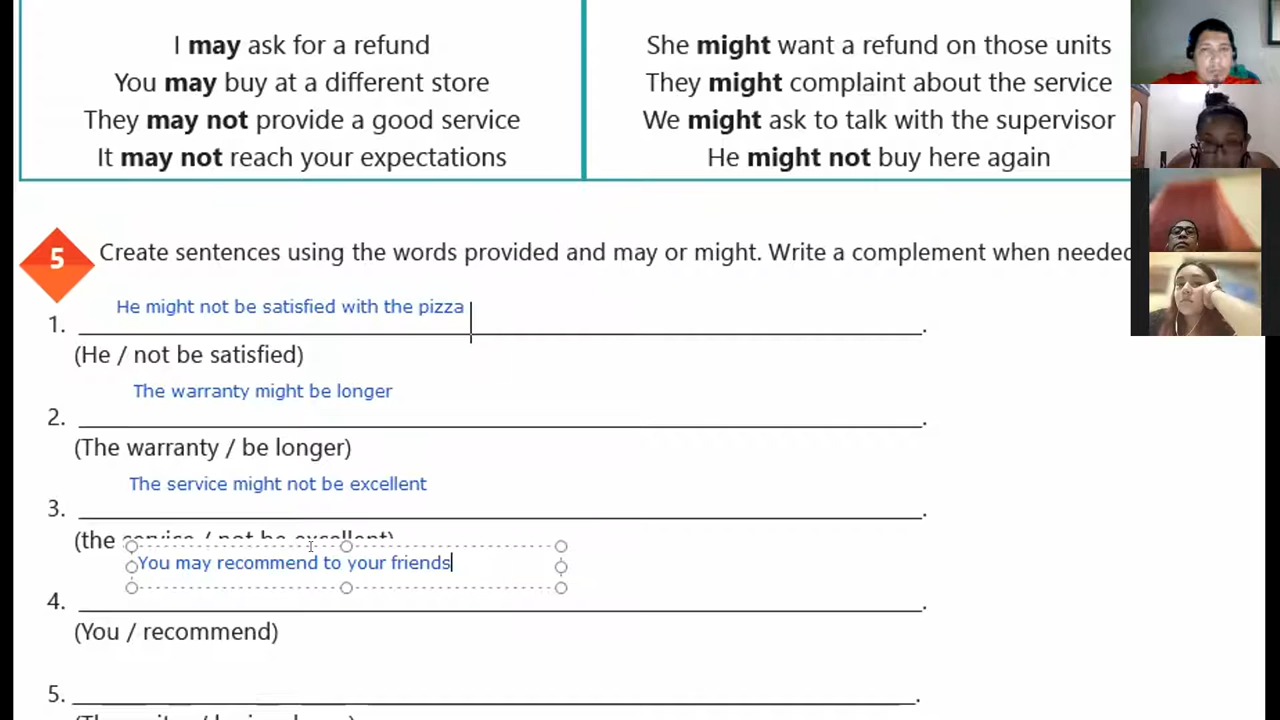 I may ask for a refund
You may buy at a different store
They may not provide a good service
It may not reach your expectations
She might want a refund on those units
They might complaint about the service
We might ask to talk with the supervisor
He might not buy here again
5 Create sentences using the words provided and may or might. Write a complement when needed
He might not be satisfied with the pizza
1. .
(He / not be satisfied)
The warranty might be longer
2. .
(The warranty / be longer)
The service might not be excellent
3. .
(the service / not be excellent)
You may recommend to your friends
4. .
(You / recommend)
5. .